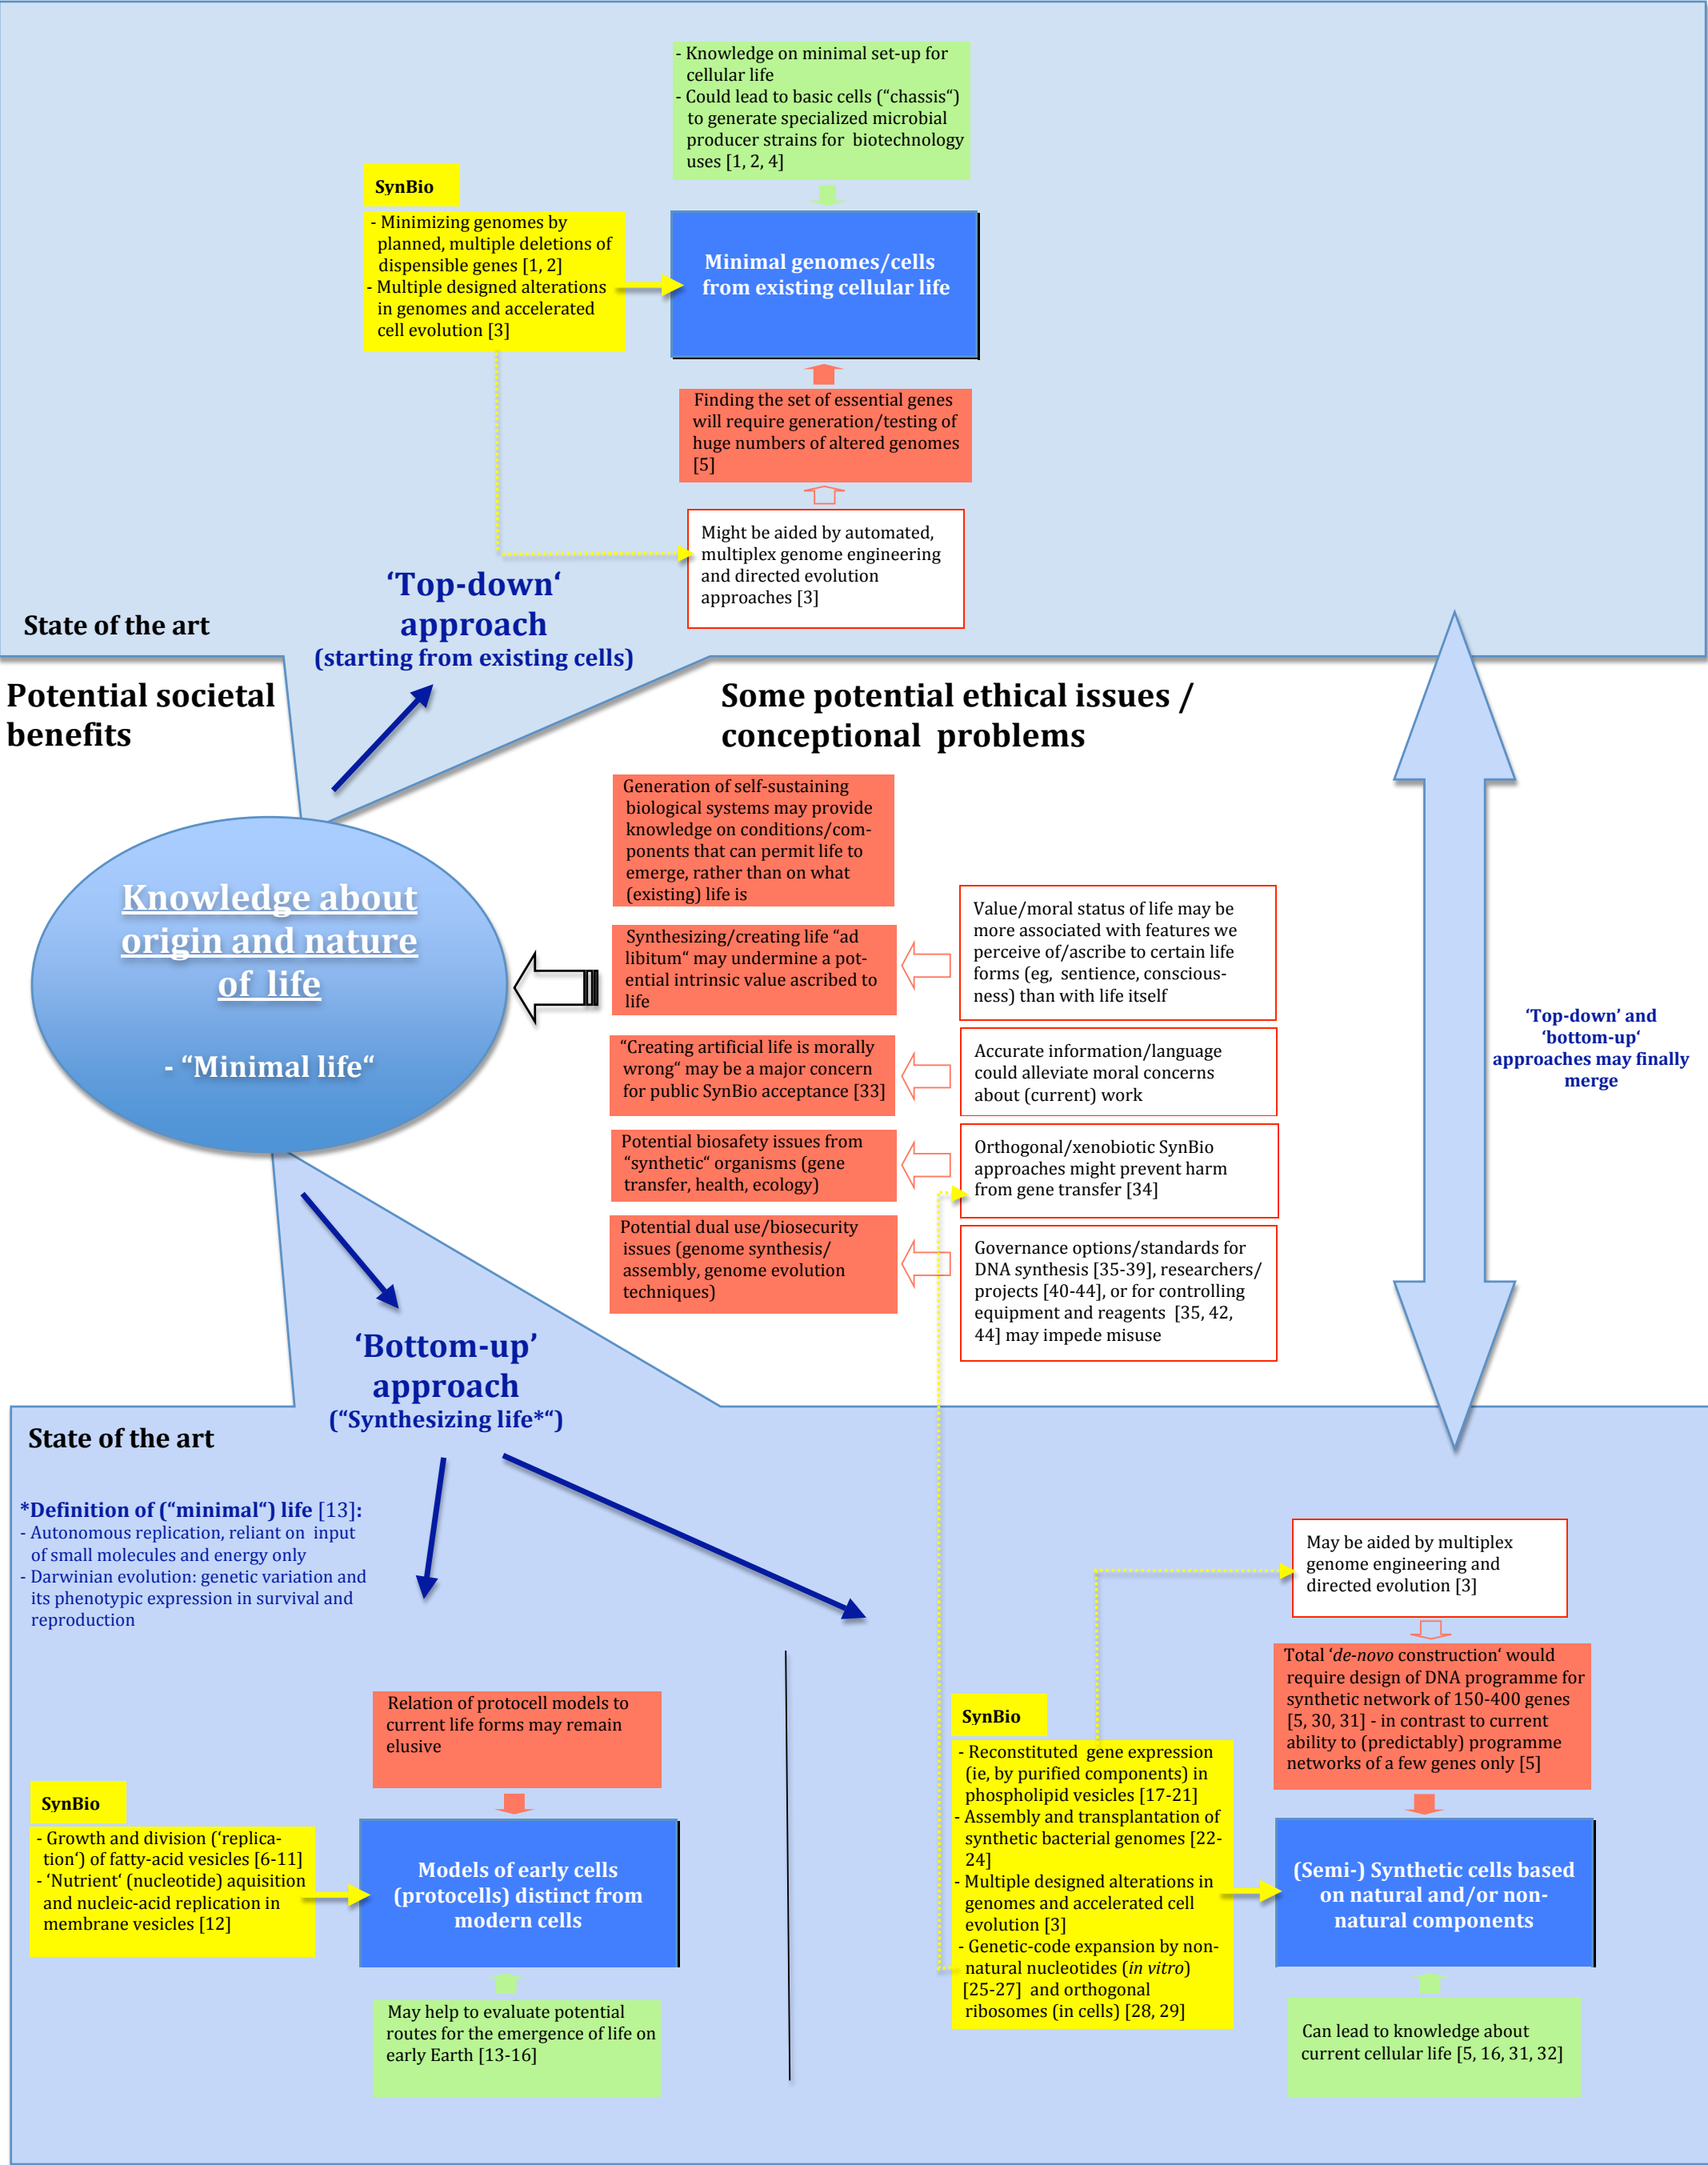 - Knowledge on minimal set-up for
cellular life
- Could lead to basic cells (“chassis“)
to generate specialized microbial
producer strains for biotechnology
uses [1, 2, 4]
SynBio
- Minimizing genomes by
planned, multiple deletions of
dispensible genes [1, 2]
- Multiple designed alterations
in genomes and accelerated
cell evolution [3]
Minimal genomes/cells
from existing cellular life
Finding the set of essential genes
will require generation/testing of
huge numbers of altered genomes
[5]
Might be aided by automated,
multiplex genome engineering
and directed evolution
approaches [3]
‘Top-down‘
approach
(starting from existing cells)
State of the art
Potential societal
benefits
Some potential ethical issues /
conceptional problems
Generation of self-sustaining
biological systems may provide
knowledge on conditions/com-
ponents that can permit life to
emerge, rather than on what
(existing) life is
Knowledge about
origin and nature
of life
- “Minimal life“
Synthesizing/creating life “ad
libitum“ may undermine a pot-
ential intrinsic value ascribed to
life
Value/moral status of life may be
more associated with features we
perceive of/ascribe to certain life
forms (eg, sentience, conscious-
ness) than with life itself
“Creating artificial life is morally
wrong“ may be a major concern
for public SynBio acceptance [33]
Accurate information/language
could alleviate moral concerns
about (current) work
Potential biosafety issues from
“synthetic“ organisms (gene
transfer, health, ecology)
Orthogonal/xenobiotic SynBio
approaches might prevent harm
from gene transfer [34]
Potential dual use/biosecurity
issues (genome synthesis/
assembly, genome evolution
techniques)
Governance options/standards for
DNA synthesis [35-39], researchers/
projects [40-44], or for controlling
equipment and reagents [35, 42,
44] may impede misuse
‘Top-down’ and
‘bottom-up‘
approaches may finally
merge
‘Bottom-up’
approach
(“Synthesizing life*“)
State of the art
*Definition of (“minimal“) life [13]:
- Autonomous replication, reliant on input
of small molecules and energy only
- Darwinian evolution: genetic variation and
its phenotypic expression in survival and
reproduction
Relation of protocell models to
current life forms may remain
elusive
SynBio
- Growth and division (‘replica-
tion‘) of fatty-acid vesicles [6-11]
- ‘Nutrient‘ (nucleotide) aquisition
and nucleic-acid replication in
membrane vesicles [12]
Models of early cells
(protocells) distinct from
modern cells
May help to evaluate potential
routes for the emergence of life on
early Earth [13-16]
May be aided by multiplex
genome engineering and
directed evolution [3]
Total ‘de-novo construction‘ would
require design of DNA programme for
synthetic network of 150-400 genes
[5, 30, 31] - in contrast to current
ability to (predictably) programme
networks of a few genes only [5]
SynBio
- Reconstituted gene expression
(ie, by purified components) in
phospholipid vesicles [17-21]
- Assembly and transplantation of
synthetic bacterial genomes [22-
24]
- Multiple designed alterations in
genomes and accelerated cell
evolution [3]
- Genetic-code expansion by non-
natural nucleotides (in vitro)
[25-27] and orthogonal
ribosomes (in cells) [28, 29]
(Semi-) Synthetic cells based
on natural and/or non-
natural components
Can lead to knowledge about
current cellular life [5, 16, 31, 32]